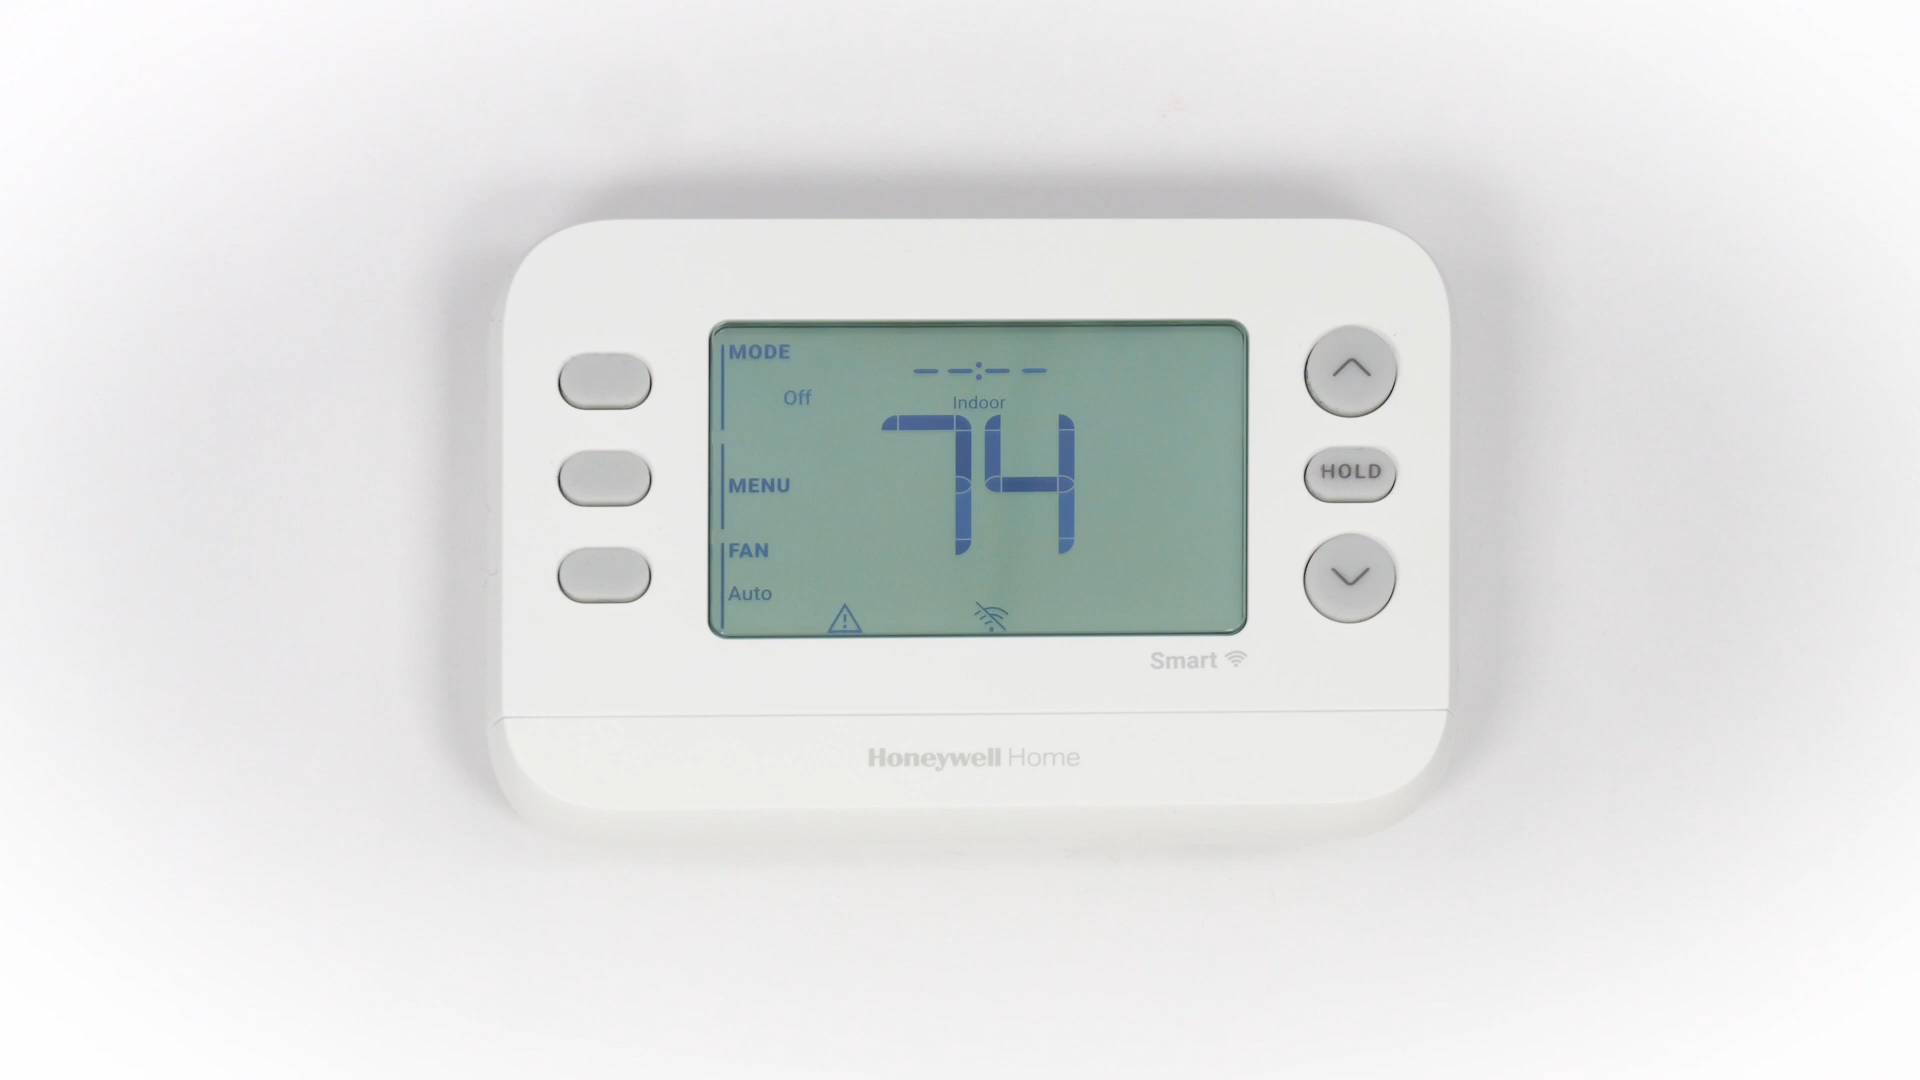 MODE
-- --:-- --
Off
Indoor
74
MENU
HOLD
FAN
Auto
Smart
Honeywell Home